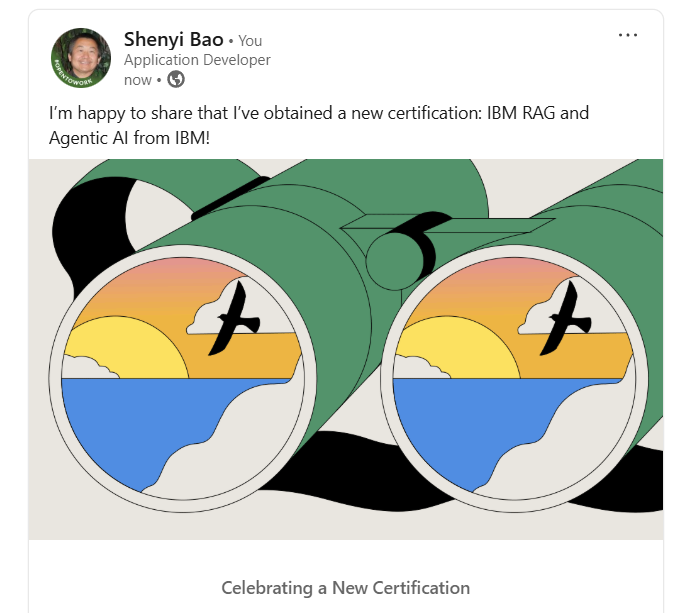 Shenyi Bao • You
Application Developer
now •
I'm happy to share that I've obtained a new certification: IBM RAG and
Agentic AI from IBM!
#OPENTOWORK
Celebrating a New Certification